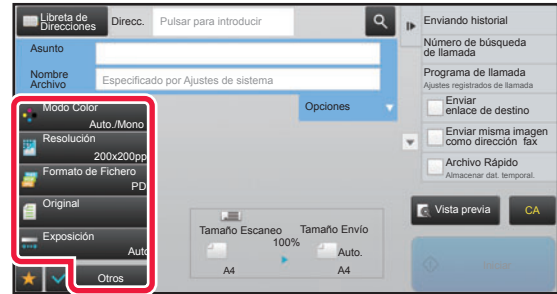 Libreta de
Direcciones
Direcc.
Pulsar para introducir
Asunto
Nombre
Archivo
Especificado por Ajustes de sistema
Opciones
Modo Color
Auto./Mono
Resolución
200x200pp
Formato de Fichero
PD
Original
Exposición
Auto
Otros
Tamaño Escaneo
100%
Tamaño Envío
Auto.
A4
A4
Enviando historial
Número de búsqueda
de llamada
Programa de llamada
Ajustes registrados de llamada
Enviar
enlace de destino
Enviar misma imagen
como dirección fax
Archivo Rápido
Almacenar dat. temporal.
Vista previa
CA